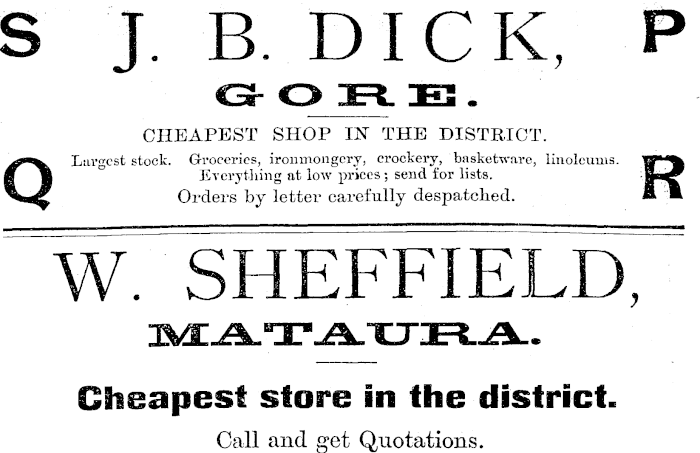 S J. B. DICK, P
GORE.
CHEAPEST SHOP IN THE DISTRICT.
Q Largest stock. Groceries, ironmongery, crockery, basketware, linoleums. R
Everything at low prices; send for lists.
Orders by letter carefully despatched.
W. SHEFFIELD,
MATAURA.
Cheapest store in the district.
Call and get Quotations.